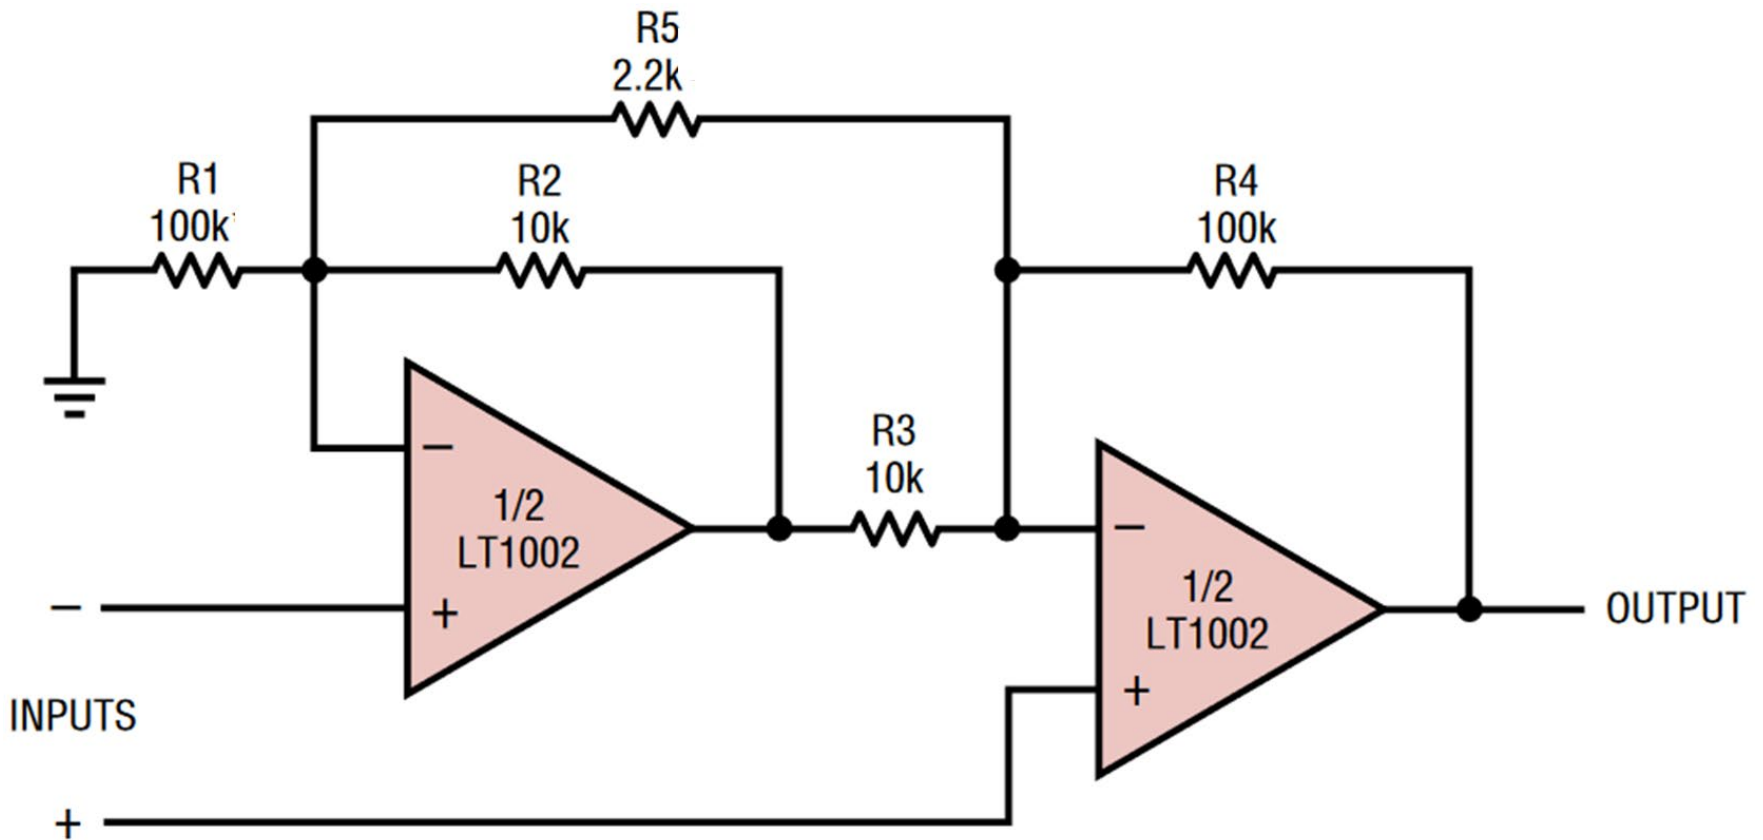 R5
2.2k
R1
100k
R2
10k
R4
100k
R3
10k
−
1/2
LT1002
+
−
1/2
LT1002
+
−
INPUTS
+
OUTPUT